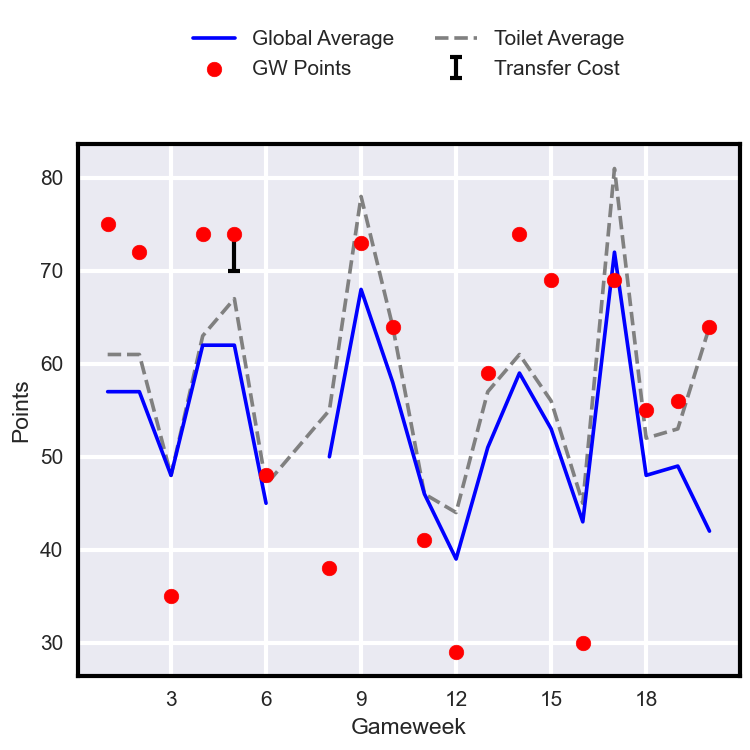 Global Average
GW Points
Toilet Average
Transfer Cost
80
70
60
50
40
30
Points
3 6 9 12 15 18
Gameweek